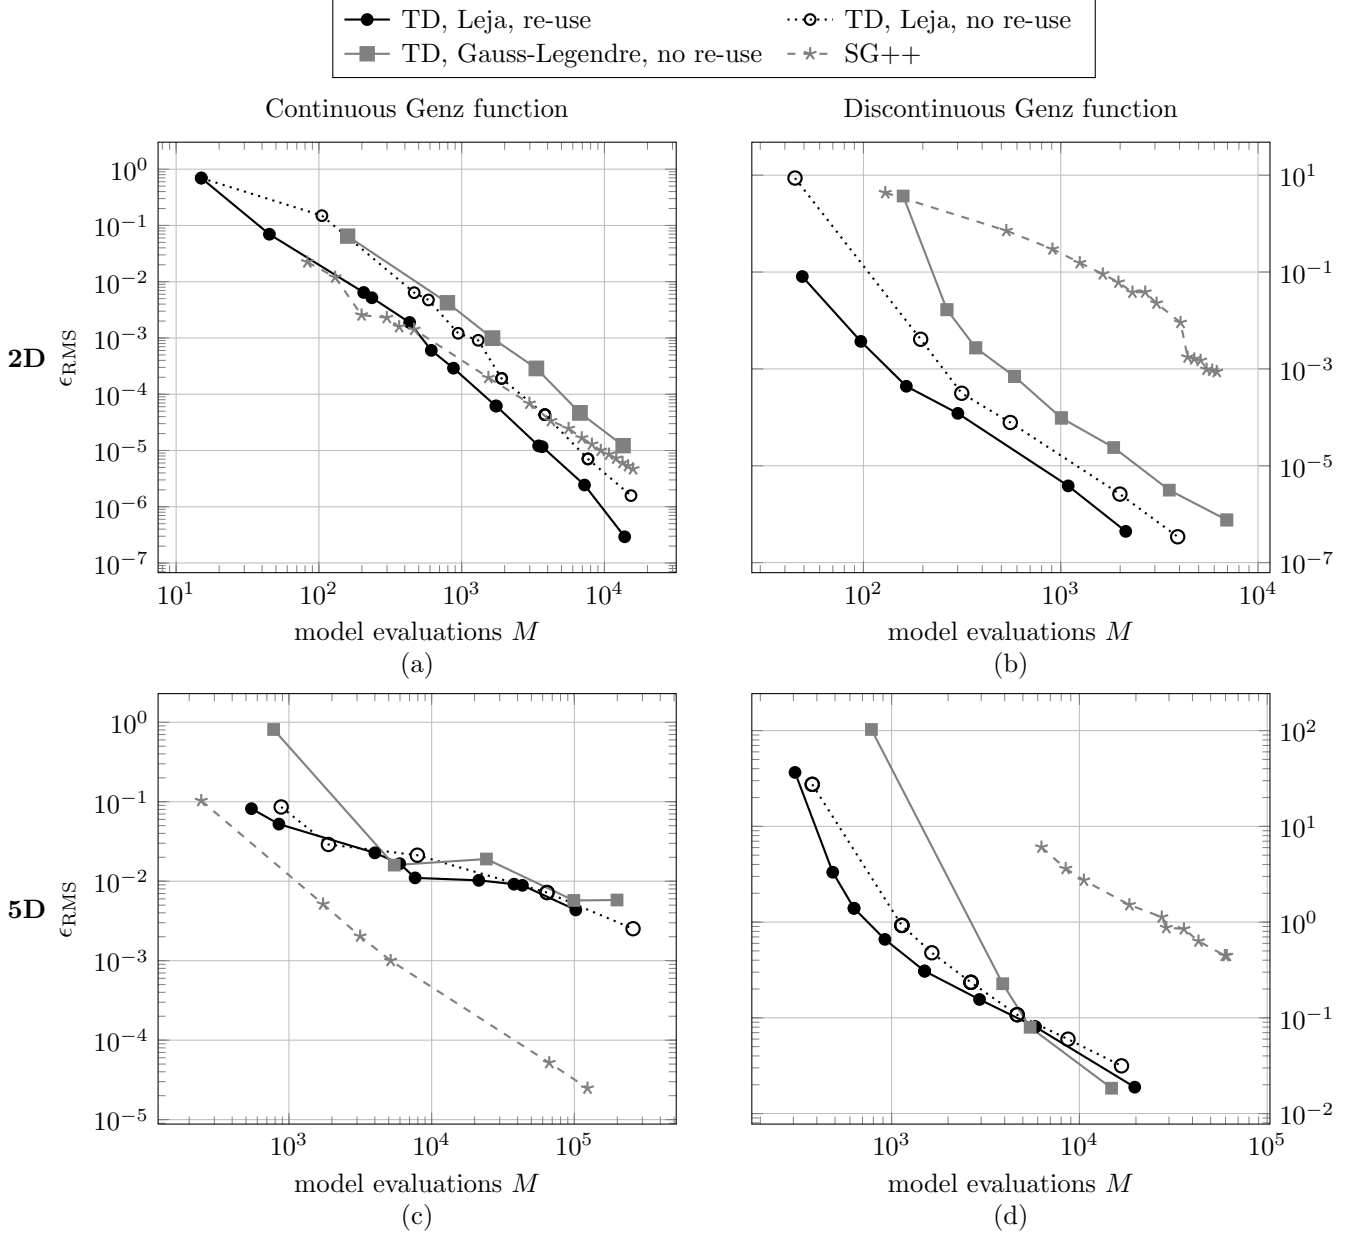 TD, Leja, re-use TD, Leja, no re-use
TD, Gauss-Legendre, no re-use SG++
Continuous Genz function Discontinuous Genz function
2D
ϵRMS
10^0
10^−1
10^−2
10^−3
10^−4
10^−5
10^−6
10^−7
10^1 10^2 10^3 10^4
model evaluations M
(a)
10^1
10^−1
10^−3
10^−5
10^−7
10^2 10^3 10^4
model evaluations M
(b)
5D
ϵRMS
10^0
10^−1
10^−2
10^−3
10^−4
10^−5
10^3 10^4 10^5
model evaluations M
(c)
10^2
10^1
10^0
10^−1
10^−2
10^3 10^4 10^5
model evaluations M
(d)